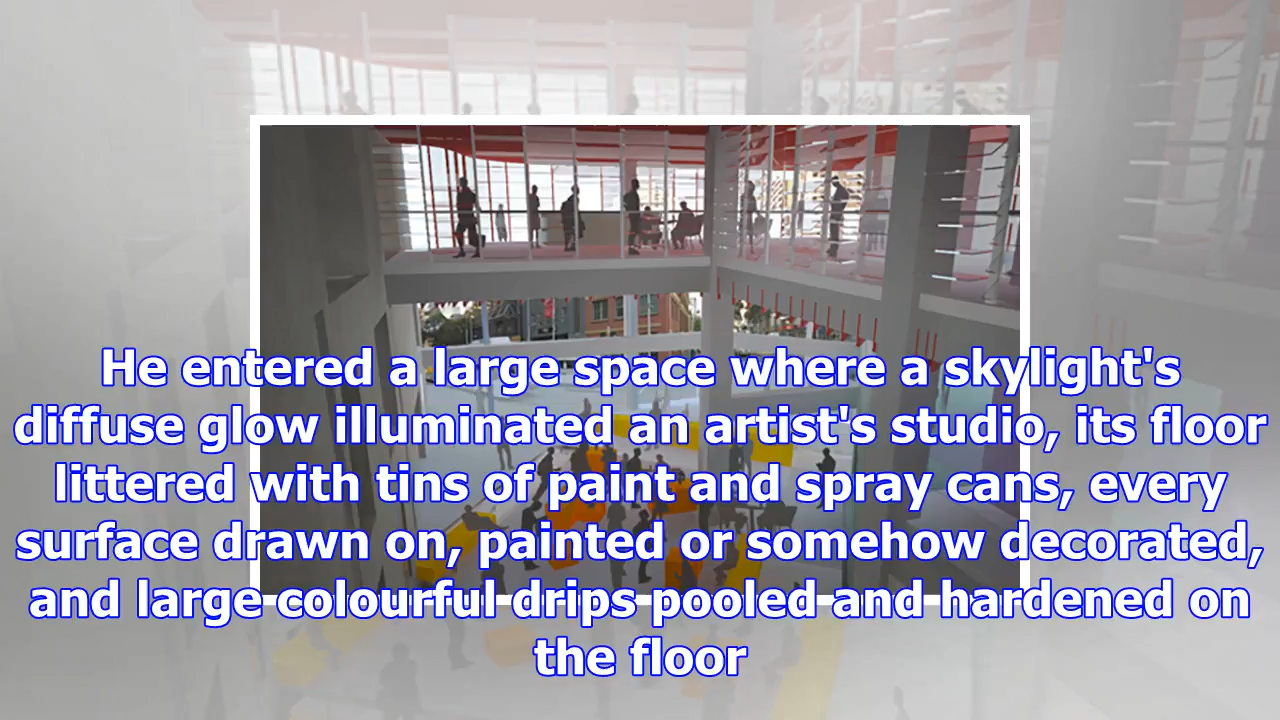 He entered a large space where a skylight's
diffuse glow illuminated an artist's studio, its floor
littered with tins of paint and spray cans, every
surface drawn on, painted or somehow decorated,
and large colourful drips pooled and hardened on
the floor